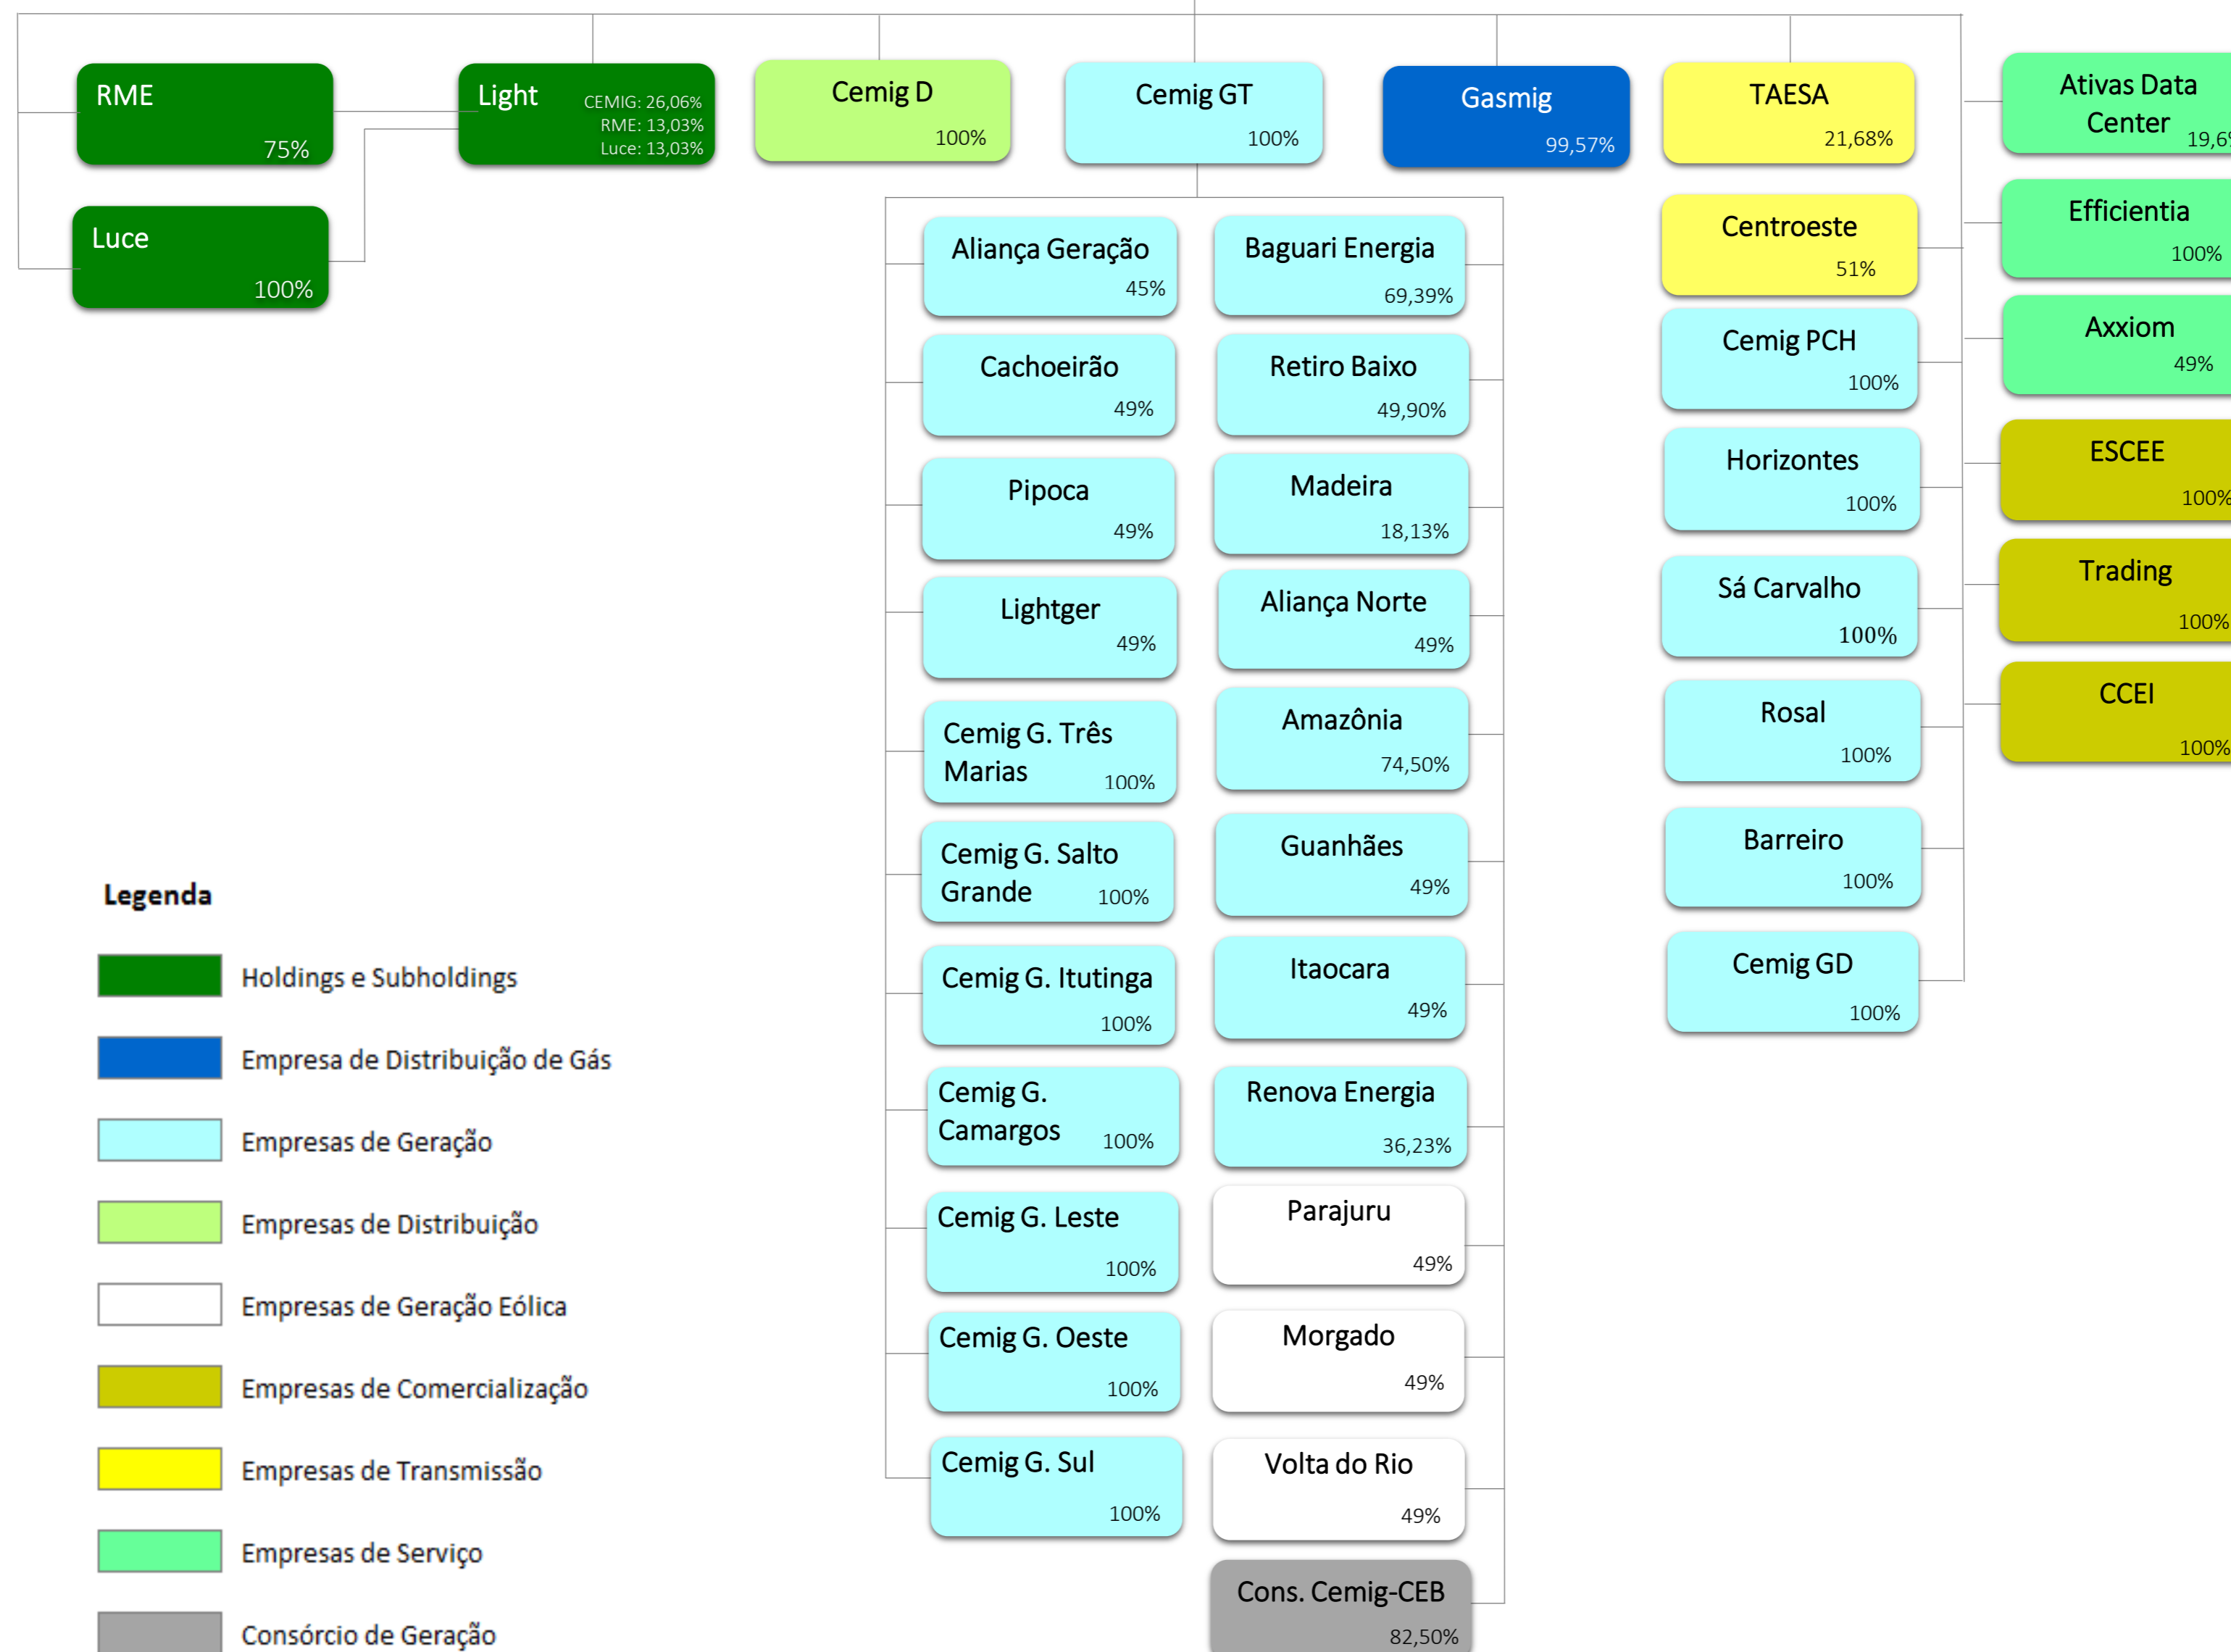 RME
75%
Light
CEMIG: 26,06%
RME: 13,03%
Luce: 13,03%
Cemig D
100%
Cemig GT
100%
Gasmig
99,57%
TAESA
21,68%
Ativas Data
Center
19,6%
Luce
100%
Centroeste
51%
Efficientia
100%
Aliança Geração
45%
Baguari Energia
69,39%
Cemig PCH
100%
Axxiom
49%
Cachoeirão
49%
Retiro Baixo
49,90%
Horizontes
100%
ESCEE
100%
Pipoca
49%
Madeira
18,13%
Sá Carvalho
100%
Trading
100%
Lightger
49%
Aliança Norte
49%
Rosal
100%
CCEI
100%
Cemig G. Três
Marias
100%
Amazônia
74,50%
Barreiro
100%
Cemig G. Salto
Grande
100%
Guanhães
49%
Cemig GD
100%
Cemig G. Itutinga
100%
Itaocara
49%
Cemig G.
Camargos
100%
Renova Energia
36,23%
Cemig G. Leste
100%
Parajuru
49%
Cemig G. Oeste
100%
Morgado
49%
Cemig G. Sul
100%
Volta do Rio
49%
Cons. Cemig-CEB
82,50%
Legenda
Holdings e Subholdings
Empresa de Distribuição de Gás
Empresas de Geração
Empresas de Distribuição
Empresas de Geração Eólica
Empresas de Comercialização
Empresas de Transmissão
Empresas de Serviço
Consórcio de Geração